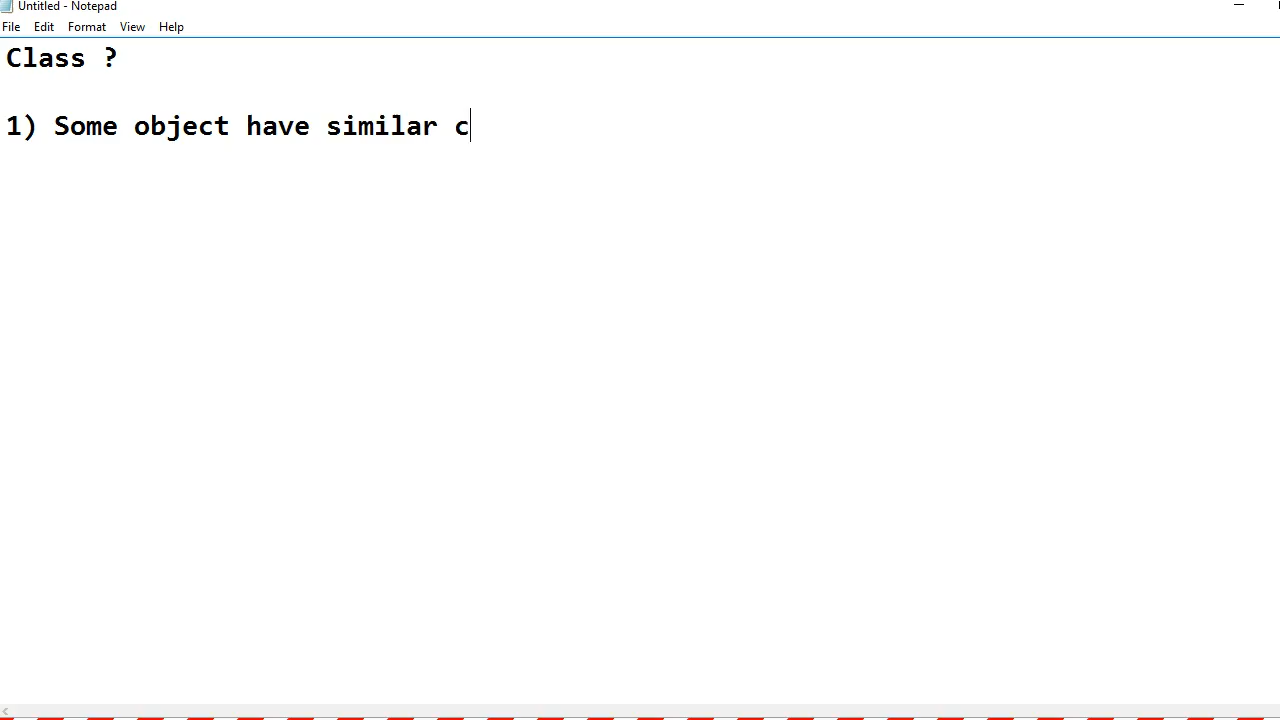 Untitled - Notepad
File Edit Format View Help
Class ?
1) Some object have similar c